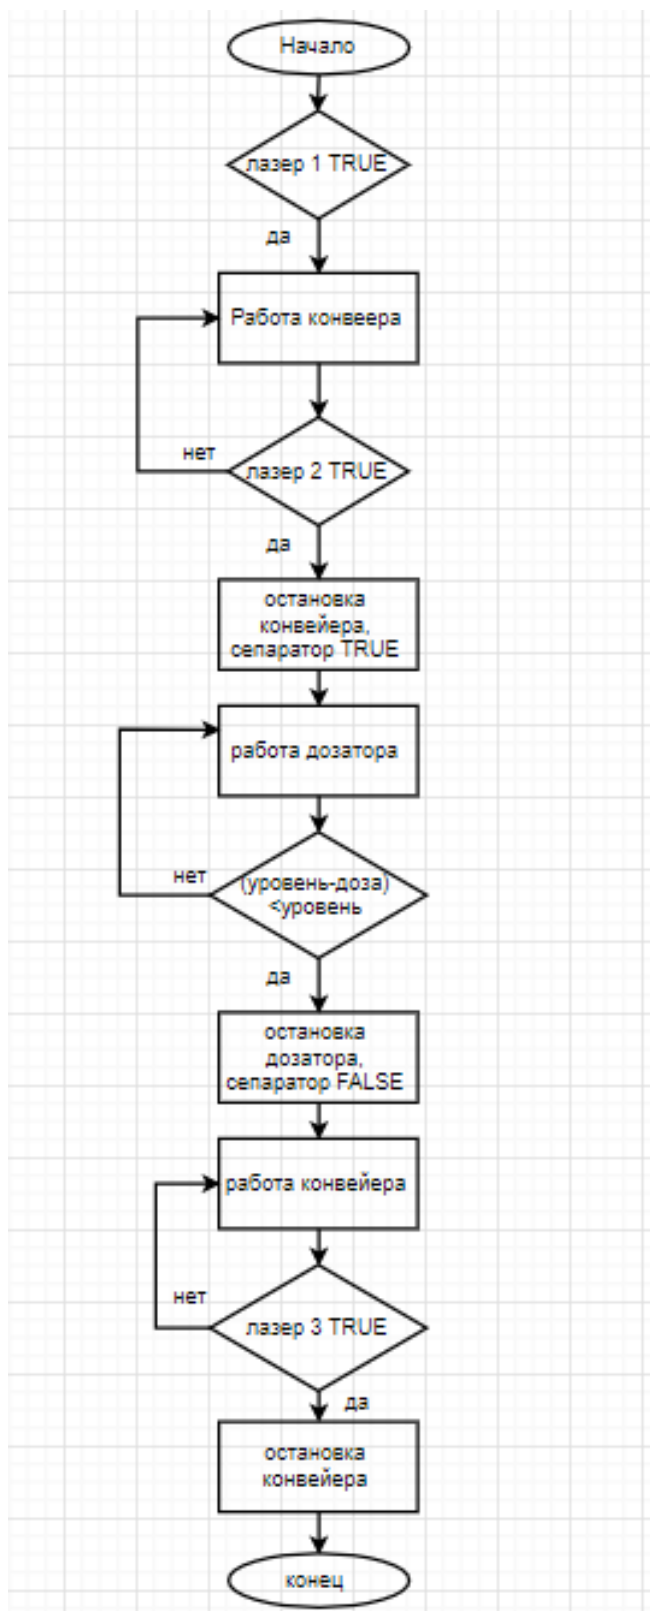 Начало
лазер 1 TRUE
да
Работа конвеера
нет
лазер 2 TRUE
да
остановка
конвейера,
сепаратор TRUE
работа дозатора
нет
(уровень-доза)
<уровень
да
остановка
дозатора,
сепаратор FALSE
работа конвейера
нет
лазер 3 TRUE
да
остановка
конвейера
конец